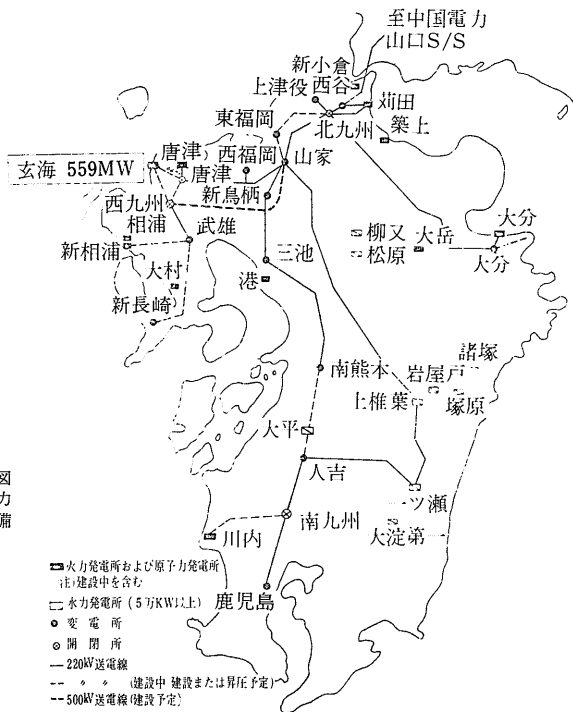 至中国電力
山口S/S
新小倉
上津役 西谷
苅田
東福岡
北九州
築上
唐津 西福岡
山家
玄海 559MW
唐津
新鳥栖
西九州
相浦
武雄
新相浦
柳又 大岳
大分
三池
松原
大分
大村
港
新長崎
諸塚
南熊本
岩屋戸
上椎葉
塚原
大平
人吉
一ツ瀬
南九州
大淀第一
川内
鹿児島
図
力
備
火力発電所および原子力発電所
注)建設中を含む
水力発電所(5万KW以上)
変電所
開閉所
220kV送電線
〃 〃 (建設中 建設または昇圧予定)
500kV送電線(建設予定)